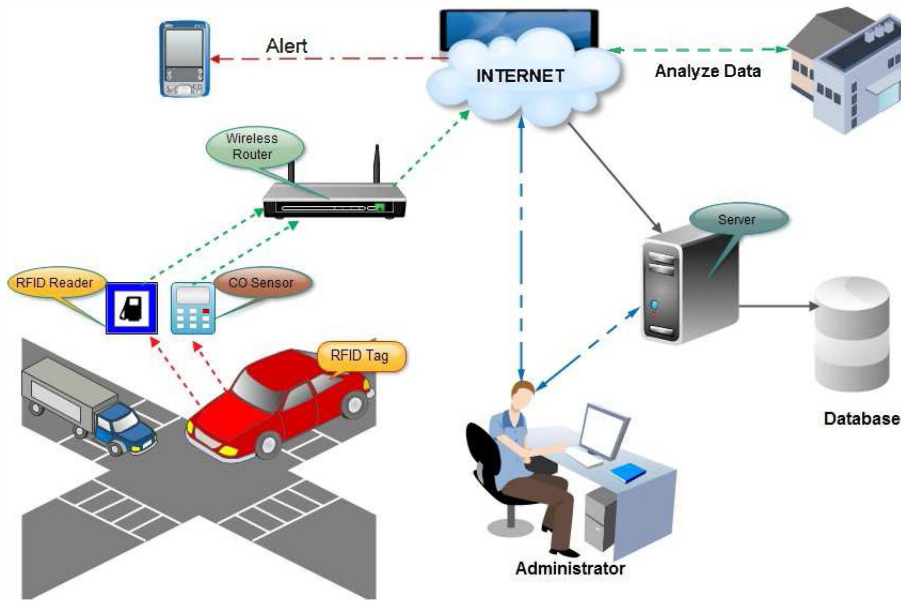 Alert
INTERNET
Analyze Data
Wireless
Router
Server
RFID Reader
CO Sensor
RFID Tag
Database
Administrator